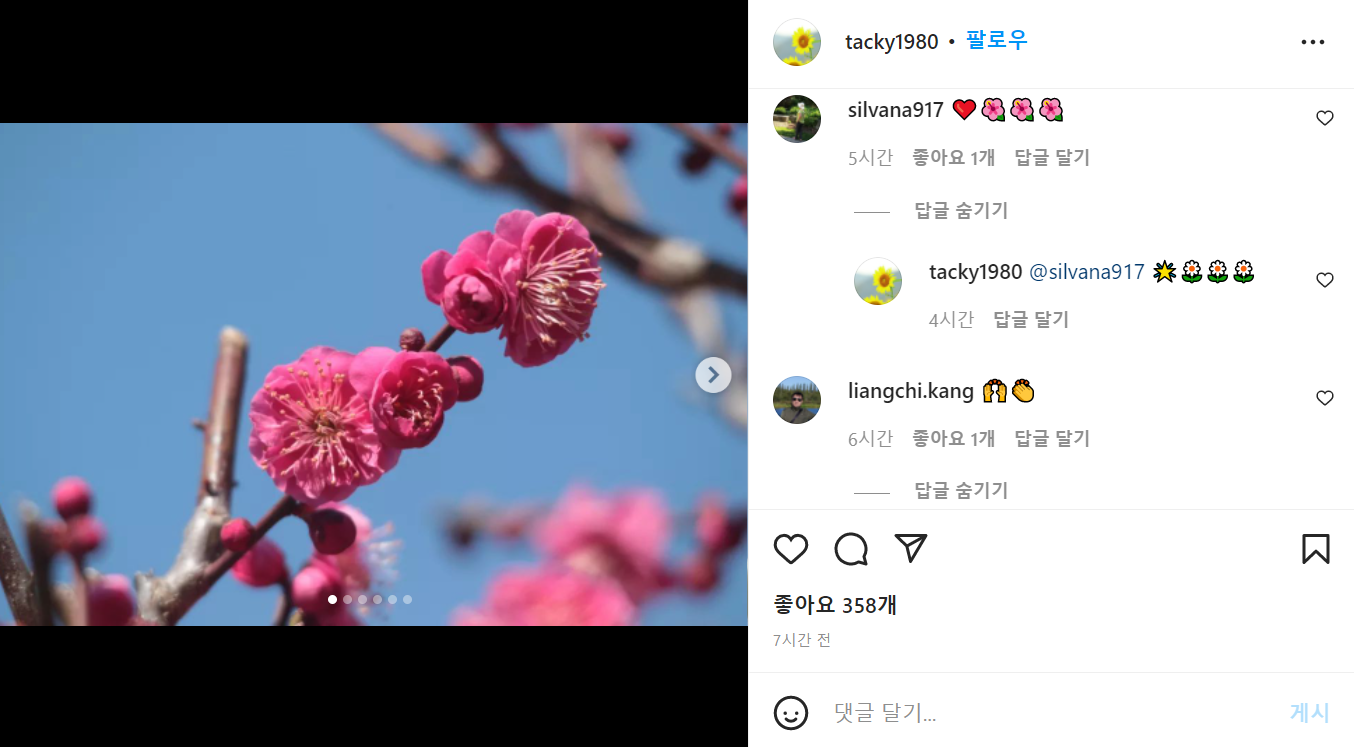 tacky1980 • 팔로우
silvana917 ❤️🌺🌺🌺
5시간 좋아요 1개 답글 달기
답글 숨기기
tacky1980 @silvana917 🌟🌼🌼🌼
4시간 답글 달기
liangchi.kang 🙌👏
6시간 좋아요 1개 답글 달기
답글 숨기기
좋아요 358개
7시간 전
댓글 달기...
게시